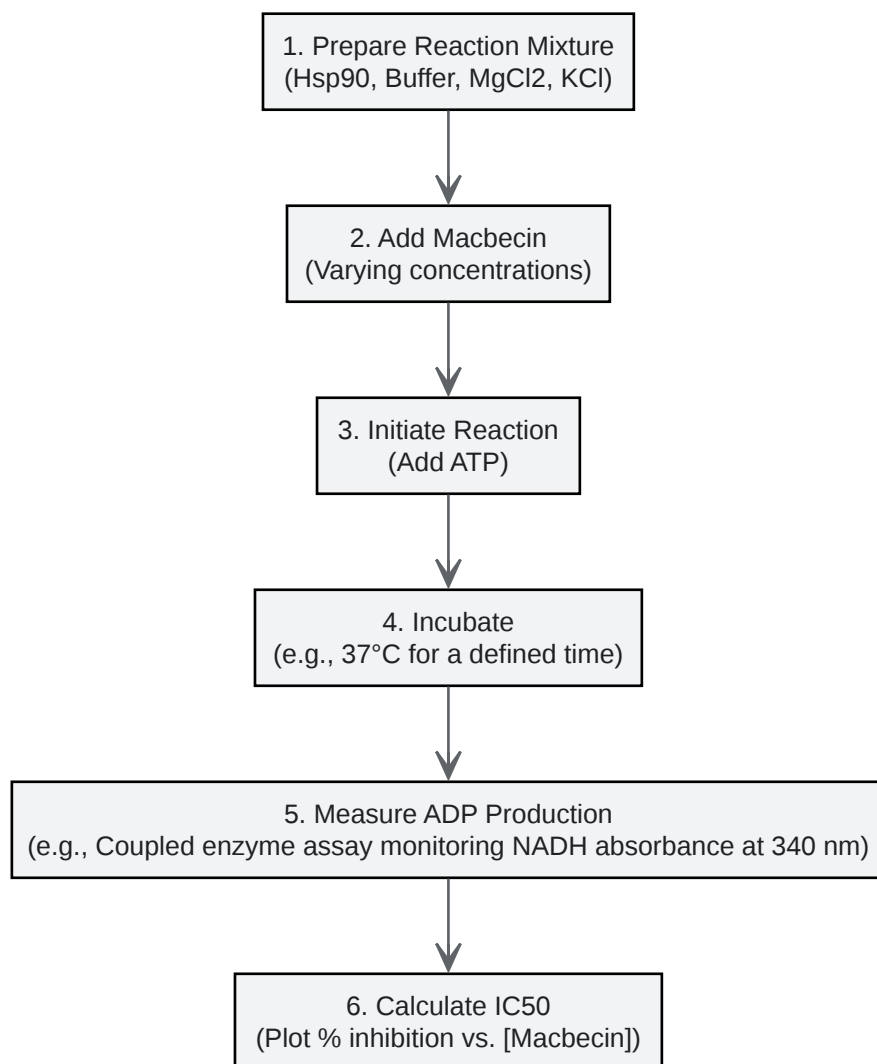 1. Prepare Reaction Mixture
(Hsp90, Buffer, MgCl2, KCl)
2. Add Macbecin
(Varying concentrations)
3. Initiate Reaction
(Add ATP)
4. Incubate
(e.g., 37°C for a defined time)
5. Measure ADP Production
(e.g., Coupled enzyme assay monitoring NADH absorbance at 340 nm)
6. Calculate IC50
(Plot % inhibition vs. [Macbecin])